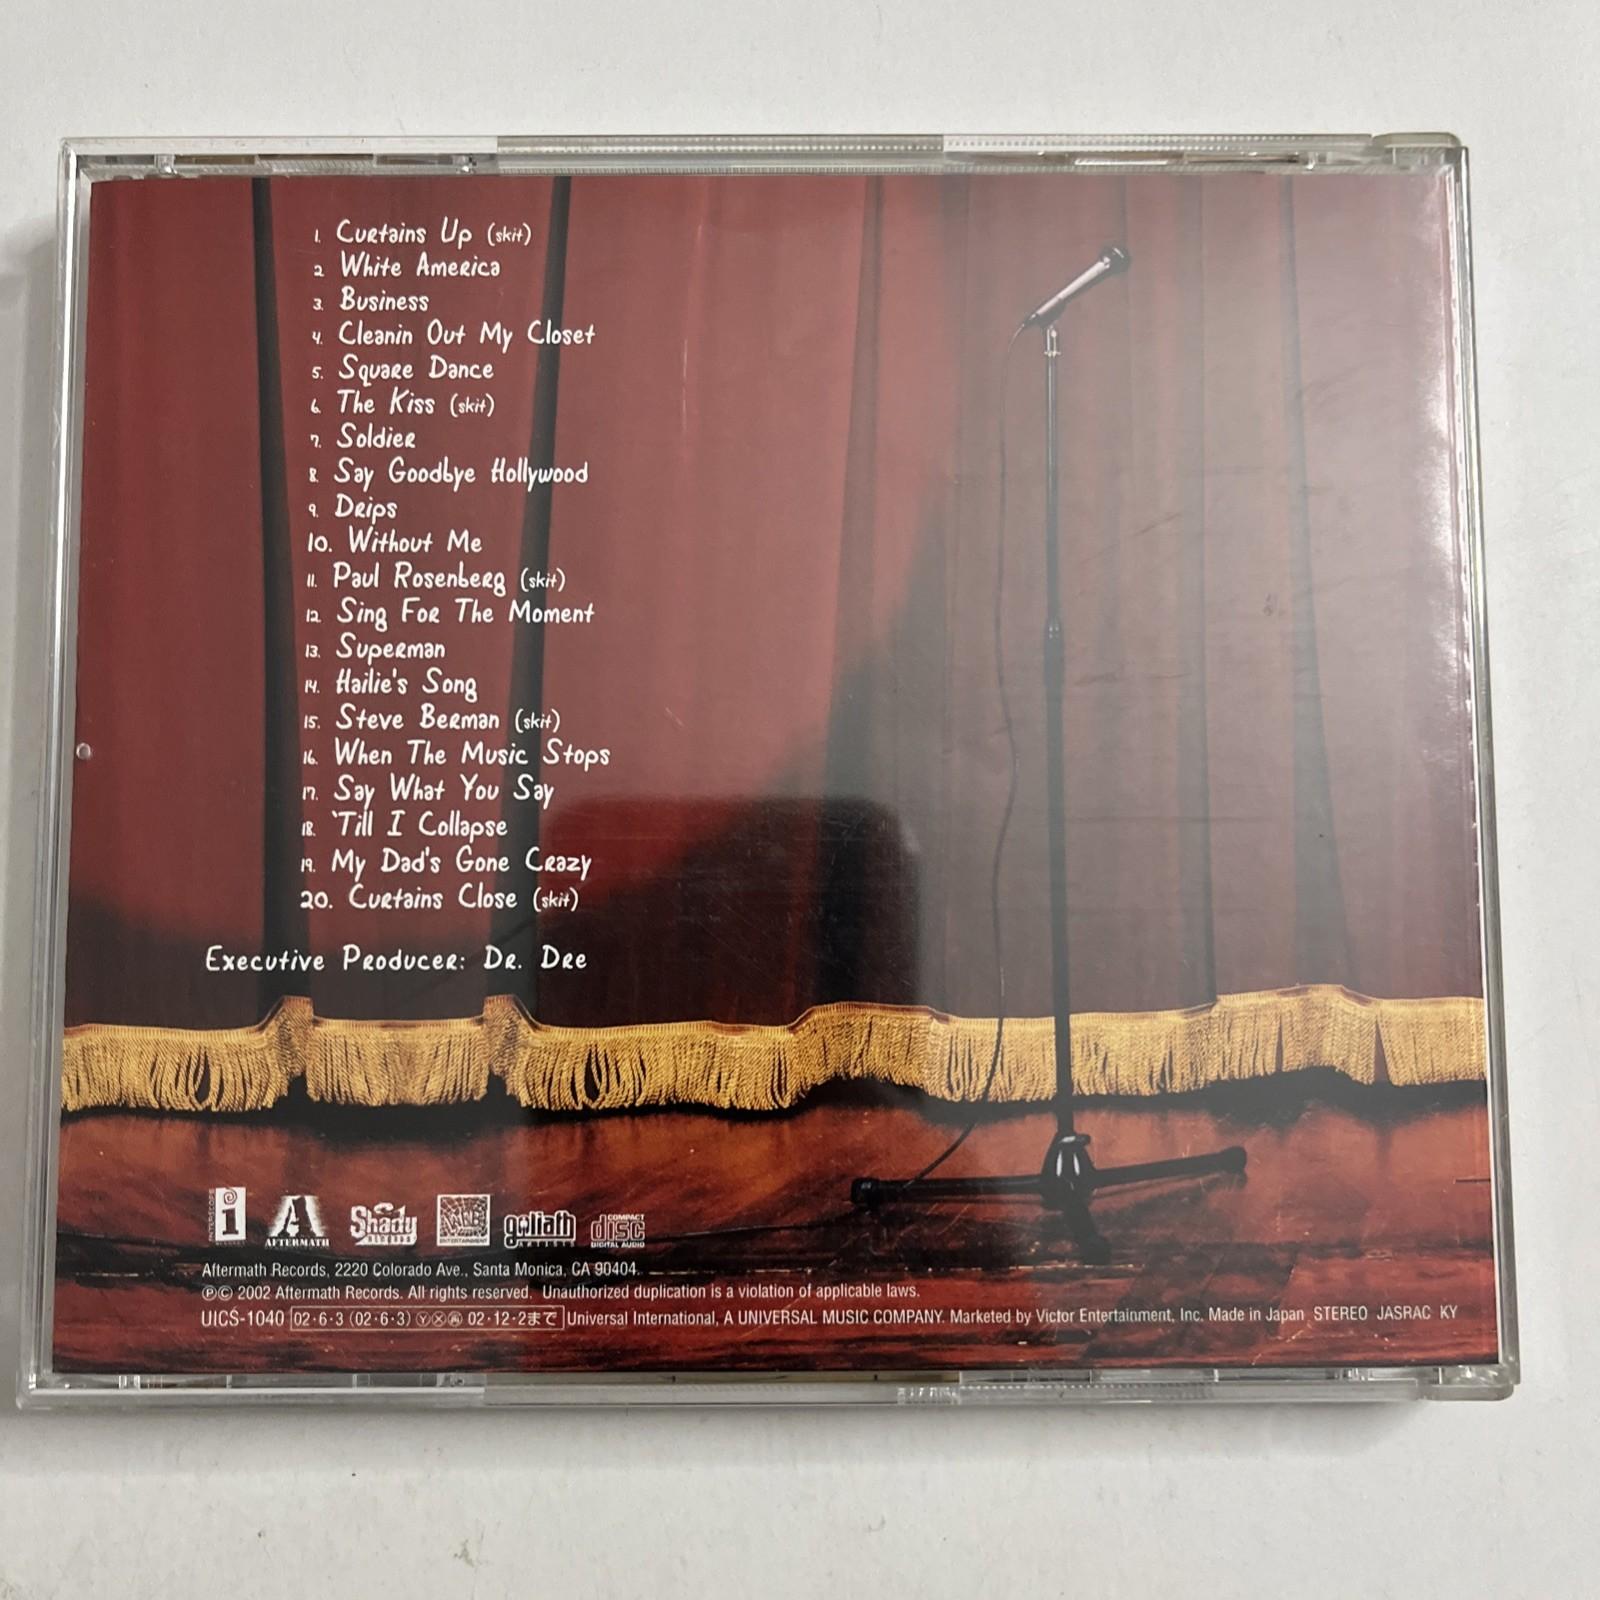 1. Curtains Up (skit)
2 White America
3. Business
4. Cleanin Out My Closet
5. Square Dance
6. The Kiss (skit)
7. Soldier
8. Say Goodbye Hollywood
9. Drips
10. Without Me
11. Paul Rosenberg (skit)
12 Sing For The Moment
13. Superman
14. Hailie's Song
15. Steve Berman (skit)
16. When The Music Stops
17. Say What You Say
18. 'Till I Collapse
19. My Dad's Gone Crazy
20. Curtains Close (skit)
Executive Producer: Dr. Dre
INTERSCOPE i AFTERMATH Shady RECORDS WEB ENTERTAINMENT goliath ARTISTS COMPACT disc DIGITAL AUDIO
Aftermath Records, 2220 Colorado Ave., Santa Monica, CA 90404.
℗© 2002 Aftermath Records. All rights reserved. Unauthorized duplication is a violation of applicable laws.
UICS-1040 02·6·3 (02·6·3) Ⓨ Ⓧ 02·12·2まで Universal International, A UNIVERSAL MUSIC COMPANY. Marketed by Victor Entertainment, Inc. Made in Japan STEREO JASRAC KY